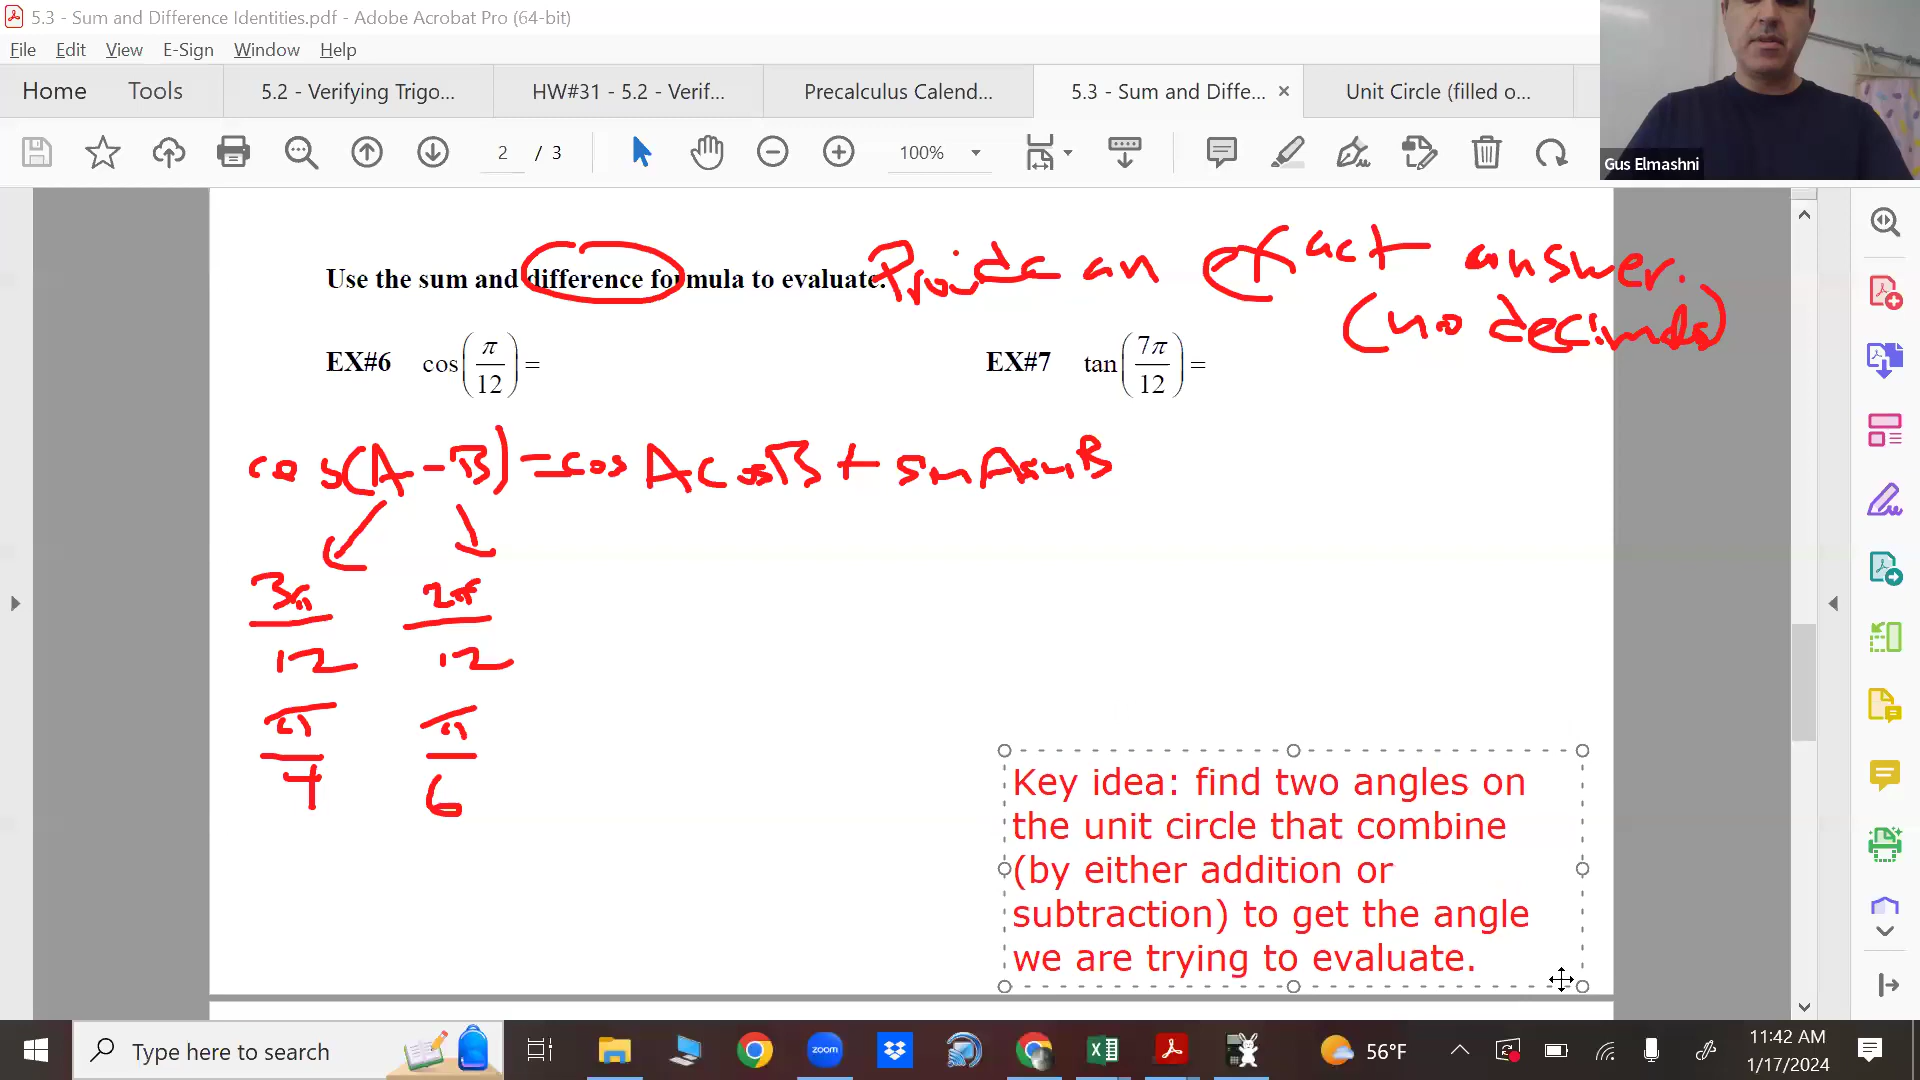 5.3 - Sum and Difference Identities.pdf - Adobe Acrobat Pro (64-bit)
File Edit View E-Sign Window Help
Home Tools 5.2 - Verifying Trigo... HW#31 - 5.2 - Verif... Precalculus Calend... 5.3 - Sum and Diffe... × Unit Circle (filled o...
2 / 3 100%
Gus Elmashni
Use the sum and difference formula to evaluate. Provide an exact answer.
(no decimals)
EX#6 cos(π/12) = EX#7 tan(7π/12) =
cos(A - B) = cos A cos B + sin A sin B
3π/12 2π/12
π/4 π/6
Key idea: find two angles on
the unit circle that combine
(by either addition or
subtraction) to get the angle
we are trying to evaluate.
Type here to search zoom 56°F 11:42 AM
1/17/2024